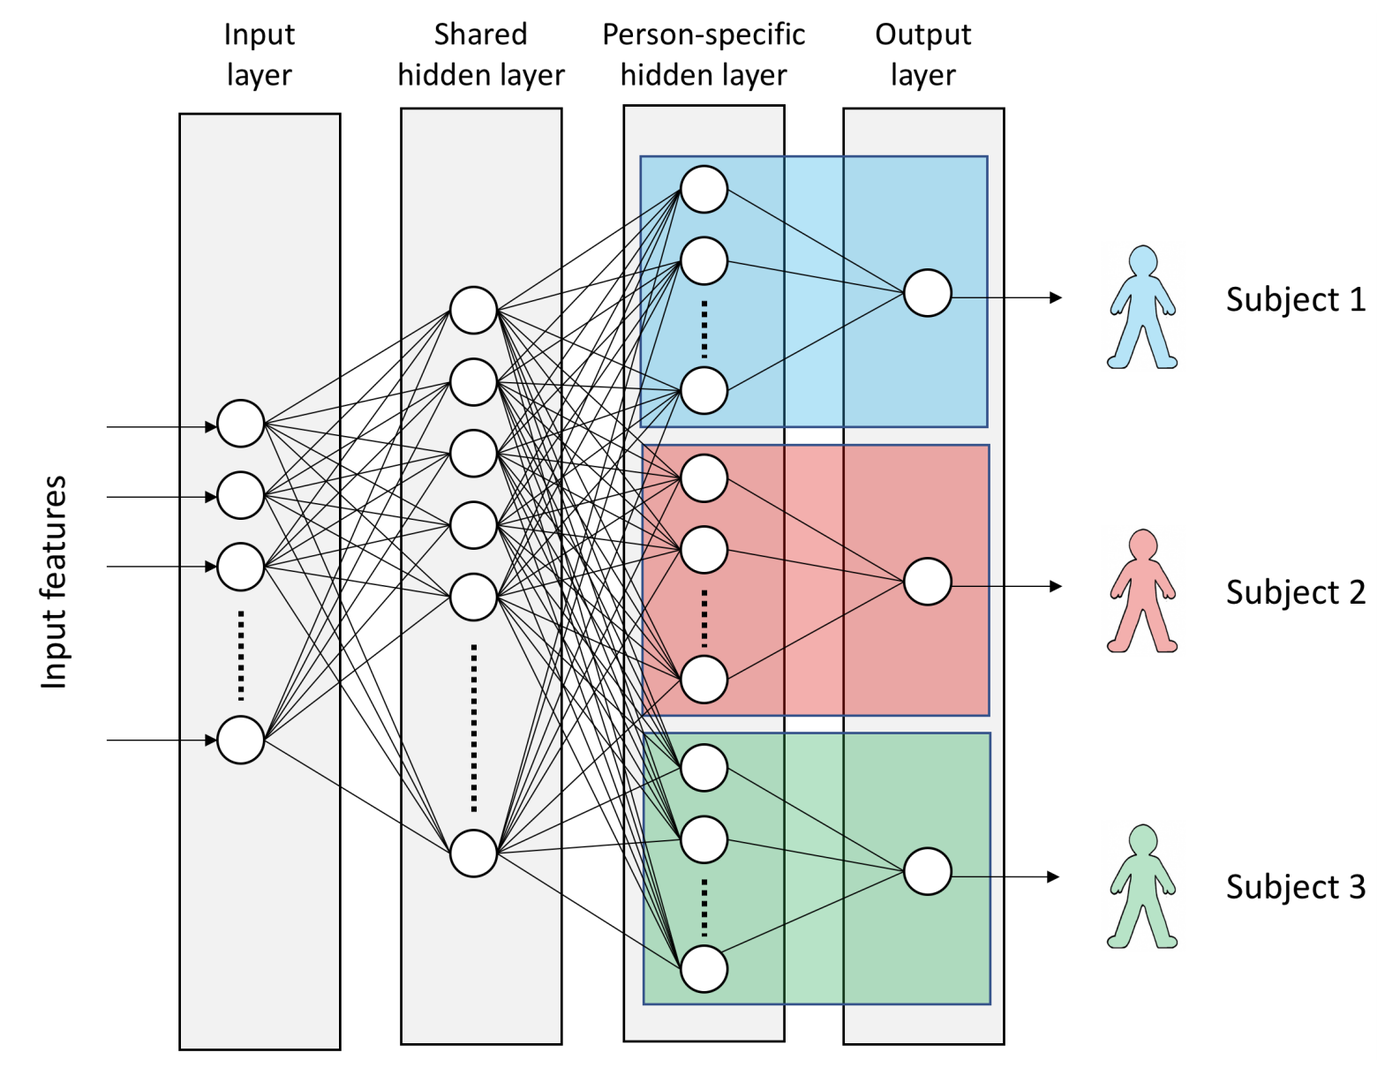 Input
layer
Shared
hidden layer
Person-specific
hidden layer
Output
layer
Input features
Subject 1
Subject 2
Subject 3